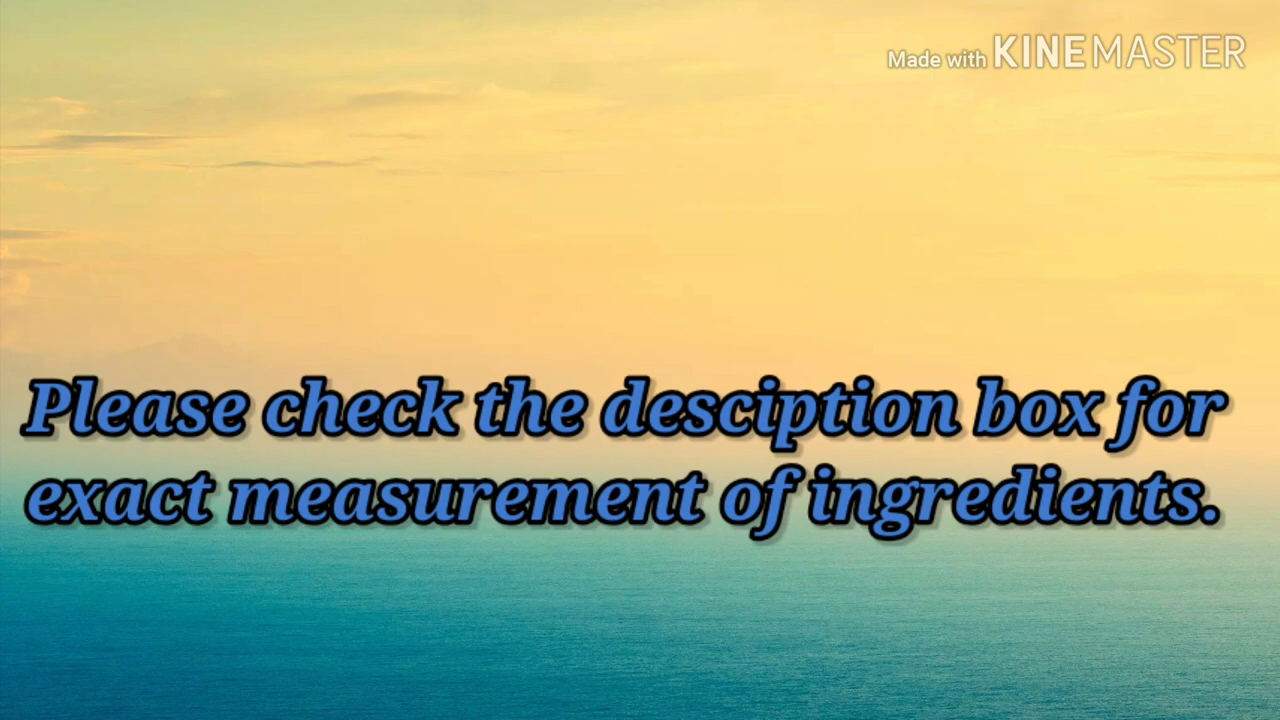 Made with KINEMASTER
Please check the desciption box for
exact measurement of ingredients.